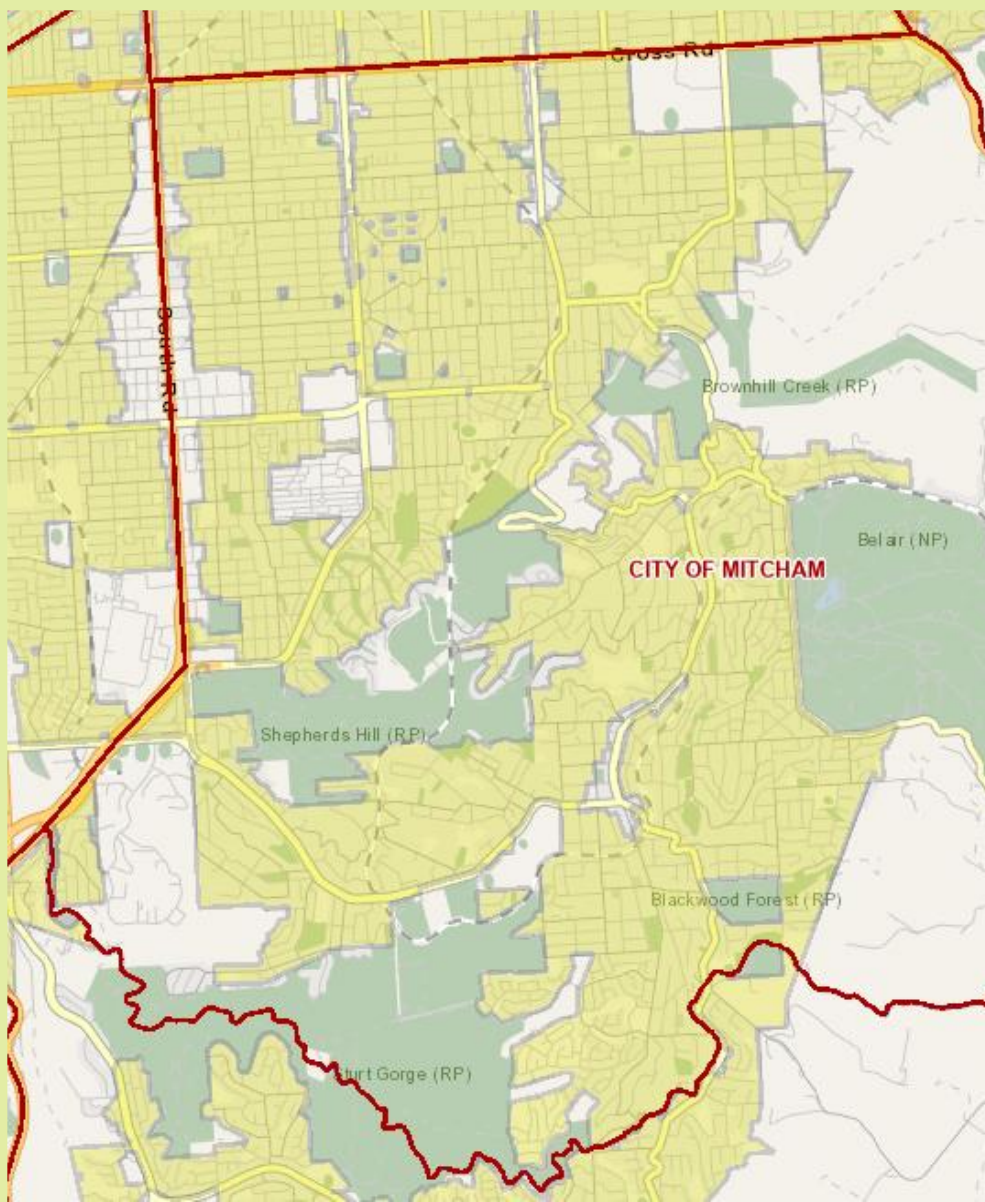 Cross Rd
South Rd
Brownhill Creek (RP)
Belair (NP)
CITY OF MITCHAM
Shepherds Hill (RP)
Blackwood Forest (RP)
Sturt Gorge (RP)